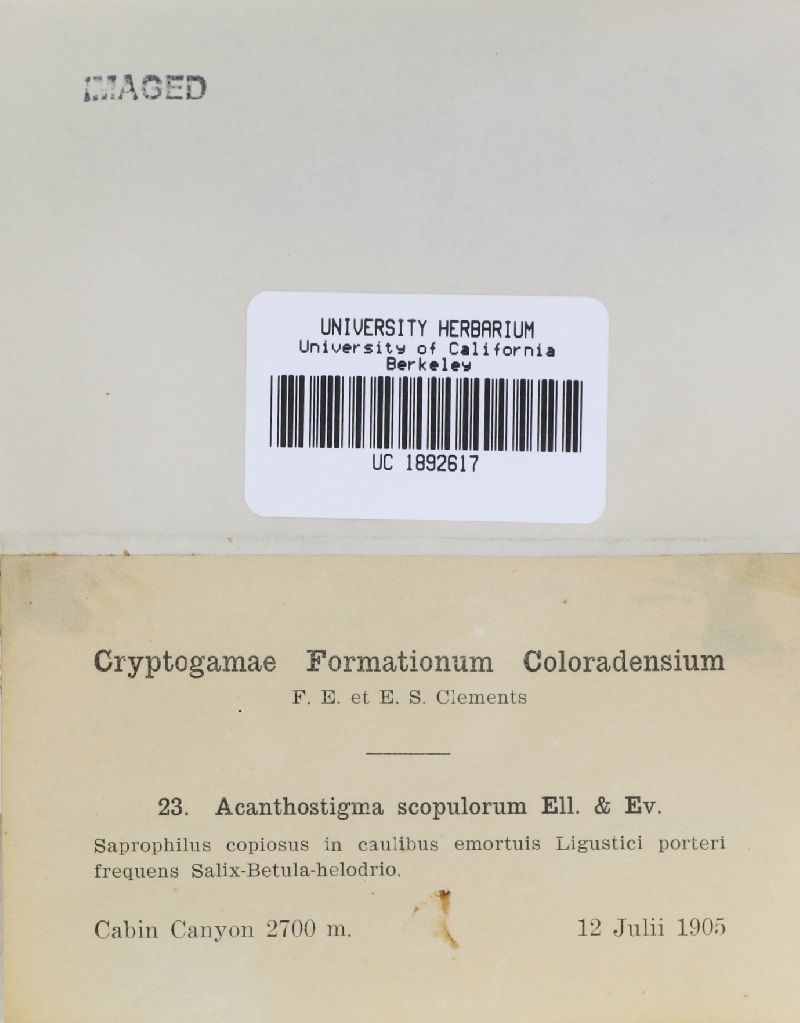 IMAGED
UNIVERSITY HERBARIUM
University of California
Berkeley
UC 1892617
Cryptogamae Formationum Coloradensium
F. E. et E. S. Clements
23. Acanthostigma scopulorum Ell. & Ev.
Saprophilus copiosus in caulibus emortuis Ligustici porteri
frequens Salix-Betula-helodrio.
Cabin Canyon 2700 m. 12 Julii 1905